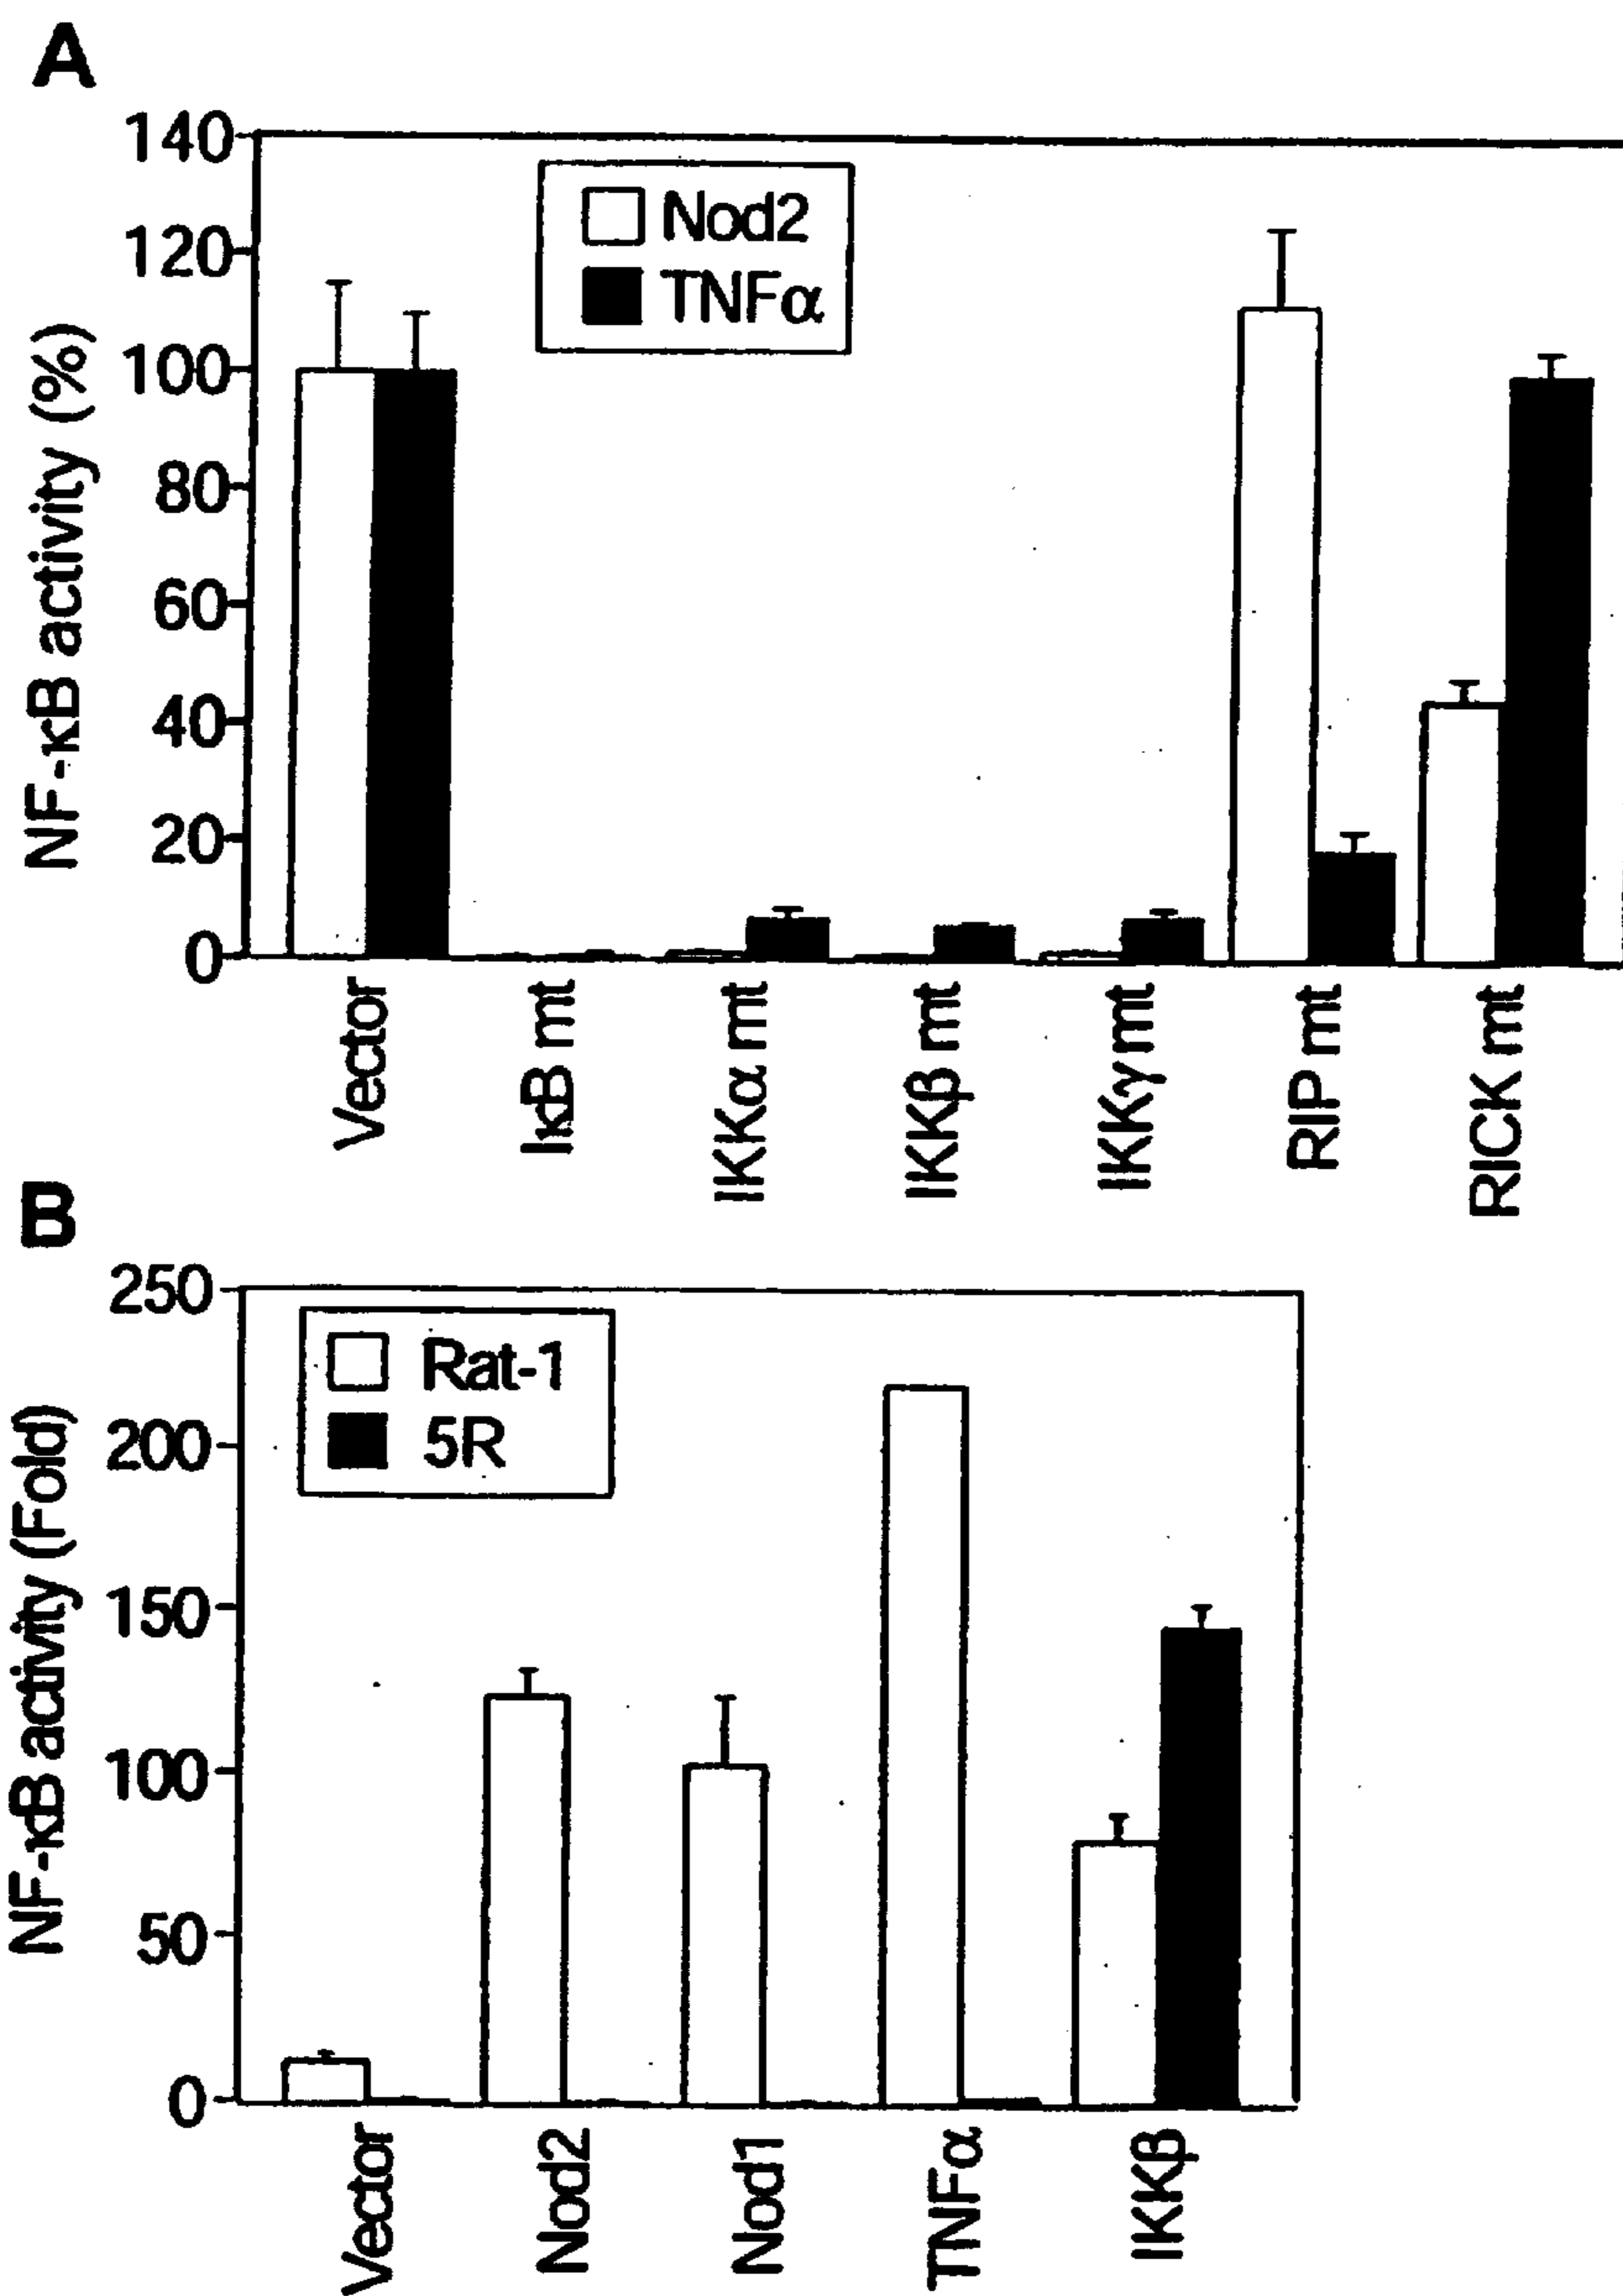 A
140
120
100
80
60
40
20
0
NF-κB activity (%)
Nod2
TNFα
Vector
IκB mt
IKKα mt
IKKβ mt
IKKγ mt
RIP mt
RICK mt
B
250
200
150
100
50
0
NF-κB activity (Fold)
Rat-1
5R
Vector
Nod2
Nod1
TNFα
IKKβ